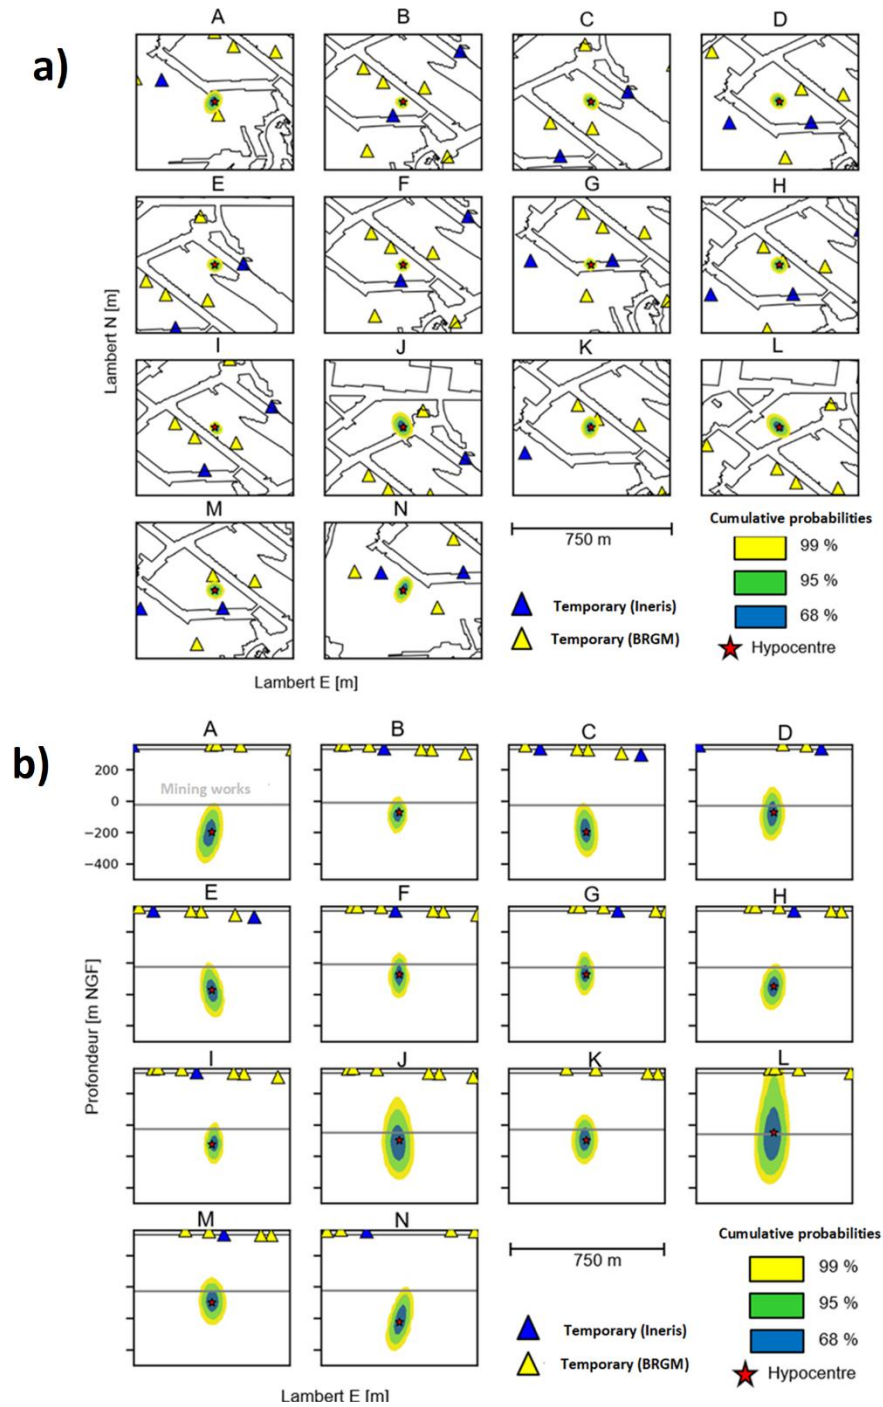 a)
A B C D
E F G H
I J K L
M N
Lambert N [m]
Lambert E [m]
750 m
Temporary (Ineris)
Temporary (BRGM)
Cumulative probabilities
99 %
95 %
68 %
Hypocentre
b)
A B C D
200
0
−200
−400
Mining works
E F G H
I J K L
M N
Profondeur [m NGF]
Lambert E [m]
750 m
Temporary (Ineris)
Temporary (BRGM)
Cumulative probabilities
99 %
95 %
68 %
Hypocentre